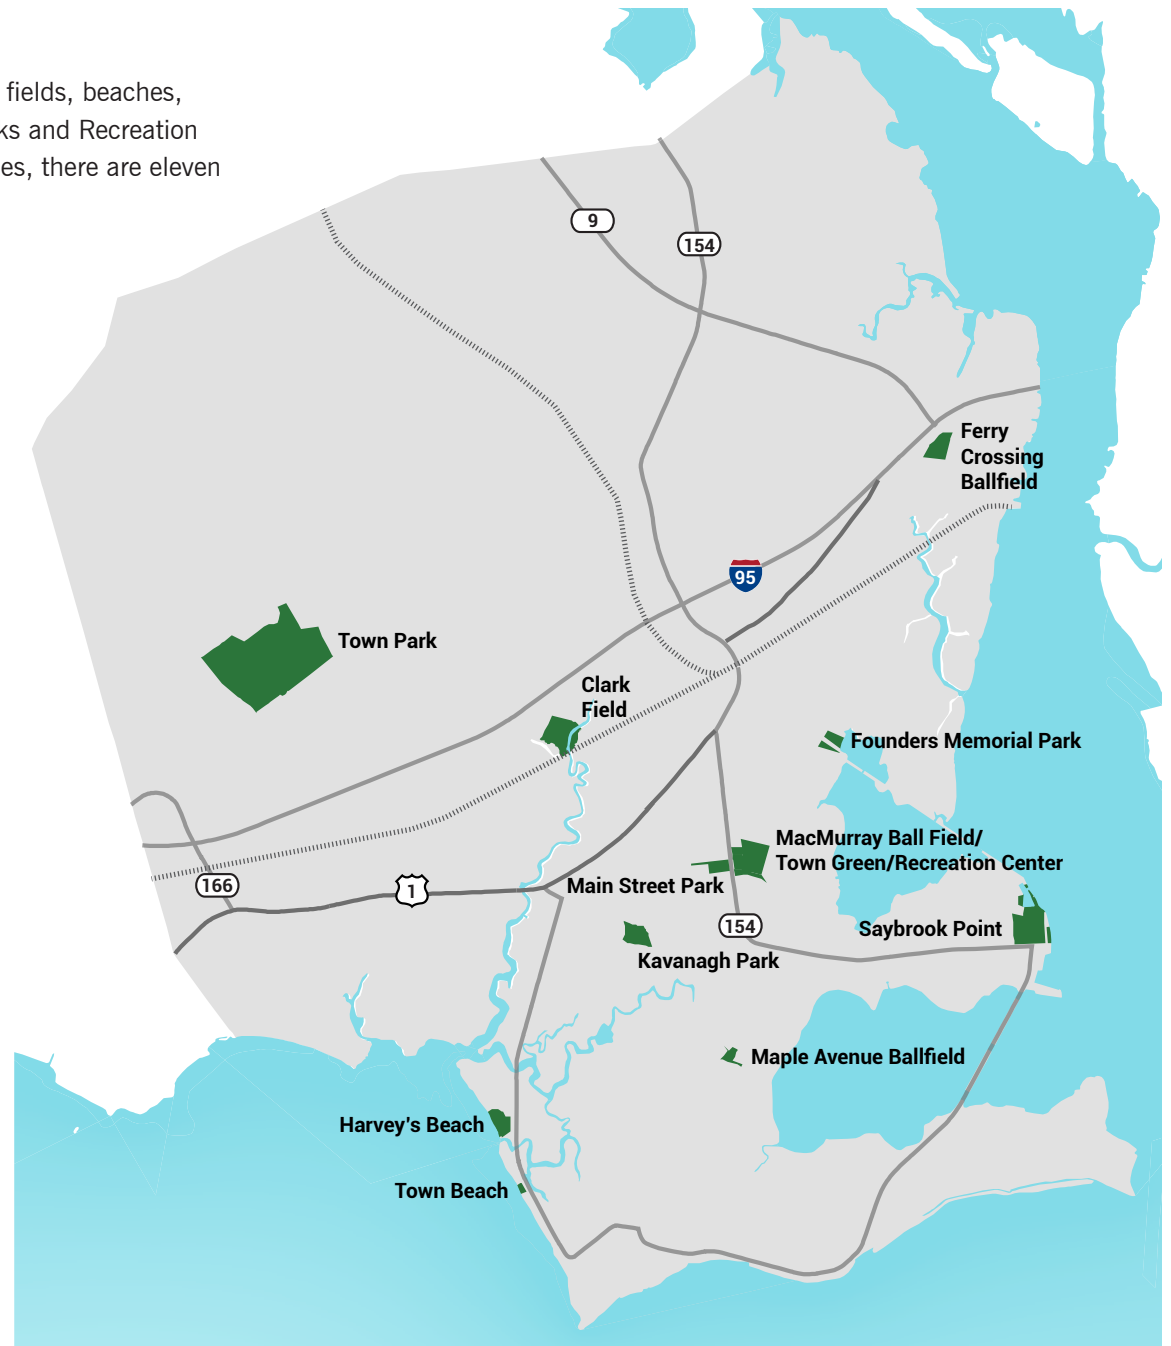 fields, beaches,
ks and Recreation
es, there are eleven
9
154
Ferry
Crossing
Ballfield
95
Town Park
Clark
Field
Founders Memorial Park
MacMurray Ball Field/
Town Green/Recreation Center
166
1
Main Street Park
154
Saybrook Point
Kavanagh Park
Maple Avenue Ballfield
Harvey's Beach
Town Beach